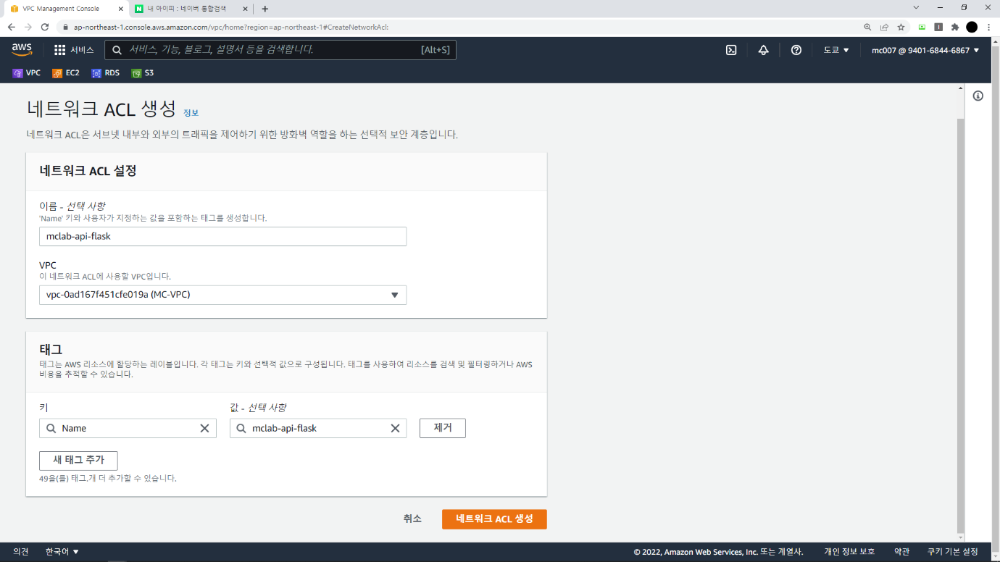 VPC Management Console
내 아이피 : 네이버 통합검색
ap-northeast-1.console.aws.amazon.com/vpc/home?region=ap-northeast-1#CreateNetworkAcl:
aws
서비스
서비스, 기능, 블로그, 설명서 등을 검색합니다.
[Alt+S]
도쿄
mc007 @ 9401-6844-6867
VPC
EC2
RDS
S3
네트워크 ACL 생성 정보
네트워크 ACL은 서브넷 내부와 외부의 트래픽을 제어하기 위한 방화벽 역할을 하는 선택적 보안 계층입니다.
네트워크 ACL 설정
이름 - 선택 사항
'Name' 키와 사용자가 지정하는 값을 포함하는 태그를 생성합니다.
mclab-api-flask
VPC
이 네트워크 ACL에 사용할 VPC입니다.
vpc-0ad167f451cfe019a (MC-VPC)
태그
태그는 AWS 리소스에 할당하는 레이블입니다. 각 태그는 키와 선택적 값으로 구성됩니다. 태그를 사용하여 리소스를 검색 및 필터링하거나 AWS
비용을 추적할 수 있습니다.
키
값 - 선택 사항
Name
mclab-api-flask
제거
새 태그 추가
49을(를) 태그.개 더 추가할 수 있습니다.
취소
네트워크 ACL 생성
의견
한국어
© 2022, Amazon Web Services, Inc. 또는 계열사.
개인 정보 보호
약관
쿠키 기본 설정